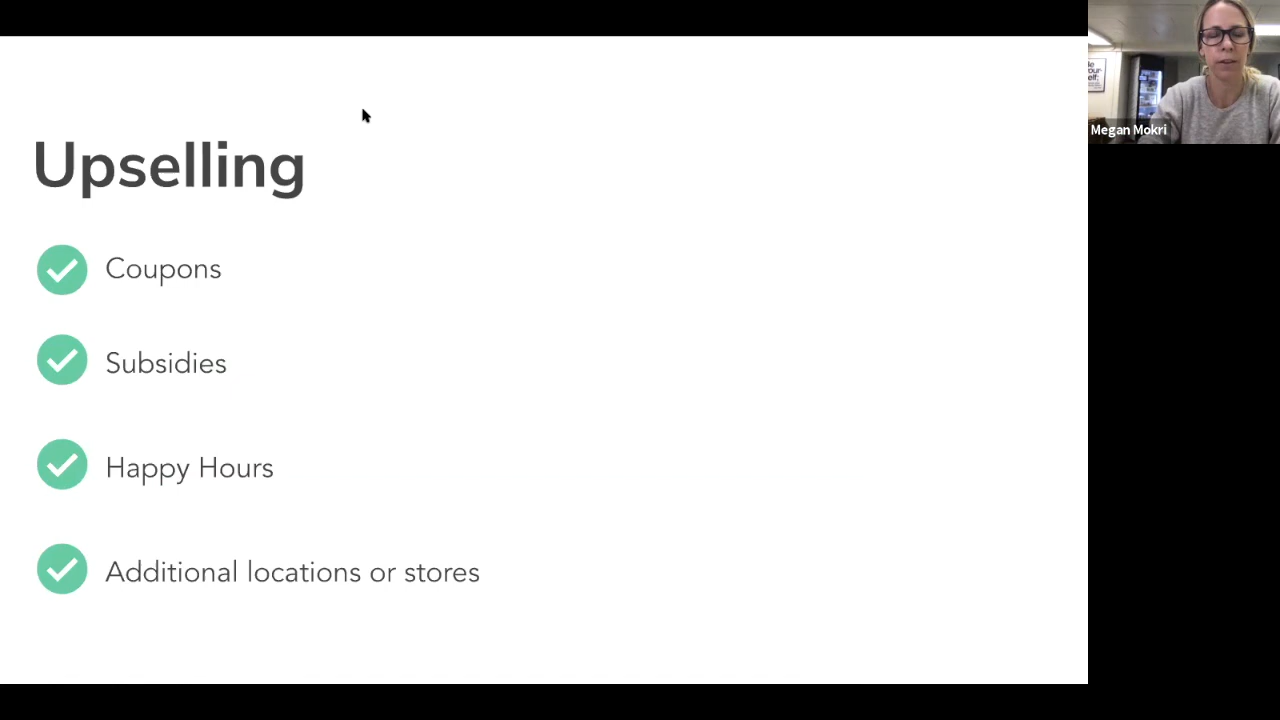 Upselling
Coupons
Subsidies
Happy Hours
Additional locations or stores
Megan Mokri